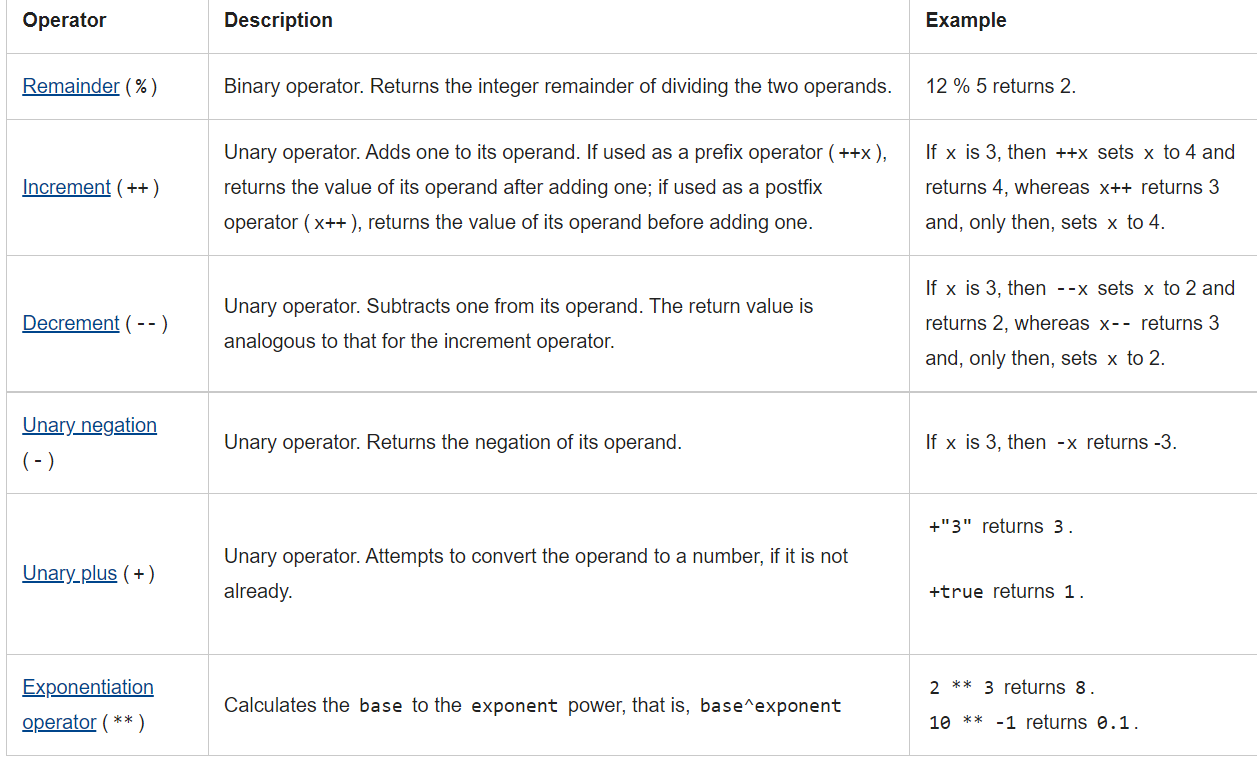 Operator Description Example
Remainder (%) Binary operator. Returns the integer remainder of dividing the two operands. 12 % 5 returns 2.
Increment (++)
Unary operator. Adds one to its operand. If used as a prefix operator (++x),
returns the value of its operand after adding one; if used as a postfix
operator (x++), returns the value of its operand before adding one.
If x is 3, then ++x sets x to 4 and
returns 4, whereas x++ returns 3
and, only then, sets x to 4.
Decrement (--)
Unary operator. Subtracts one from its operand. The return value is
analogous to that for the increment operator.
If x is 3, then --x sets x to 2 and
returns 2, whereas x-- returns 3
and, only then, sets x to 2.
Unary negation
(-)
Unary operator. Returns the negation of its operand.
If x is 3, then -x returns -3.
Unary plus (+)
Unary operator. Attempts to convert the operand to a number, if it is not
already.
+"3" returns 3.
+true returns 1.
Exponentiation
operator (**)
Calculates the base to the exponent power, that is, base^exponent
2 ** 3 returns 8.
10 ** -1 returns 0.1.